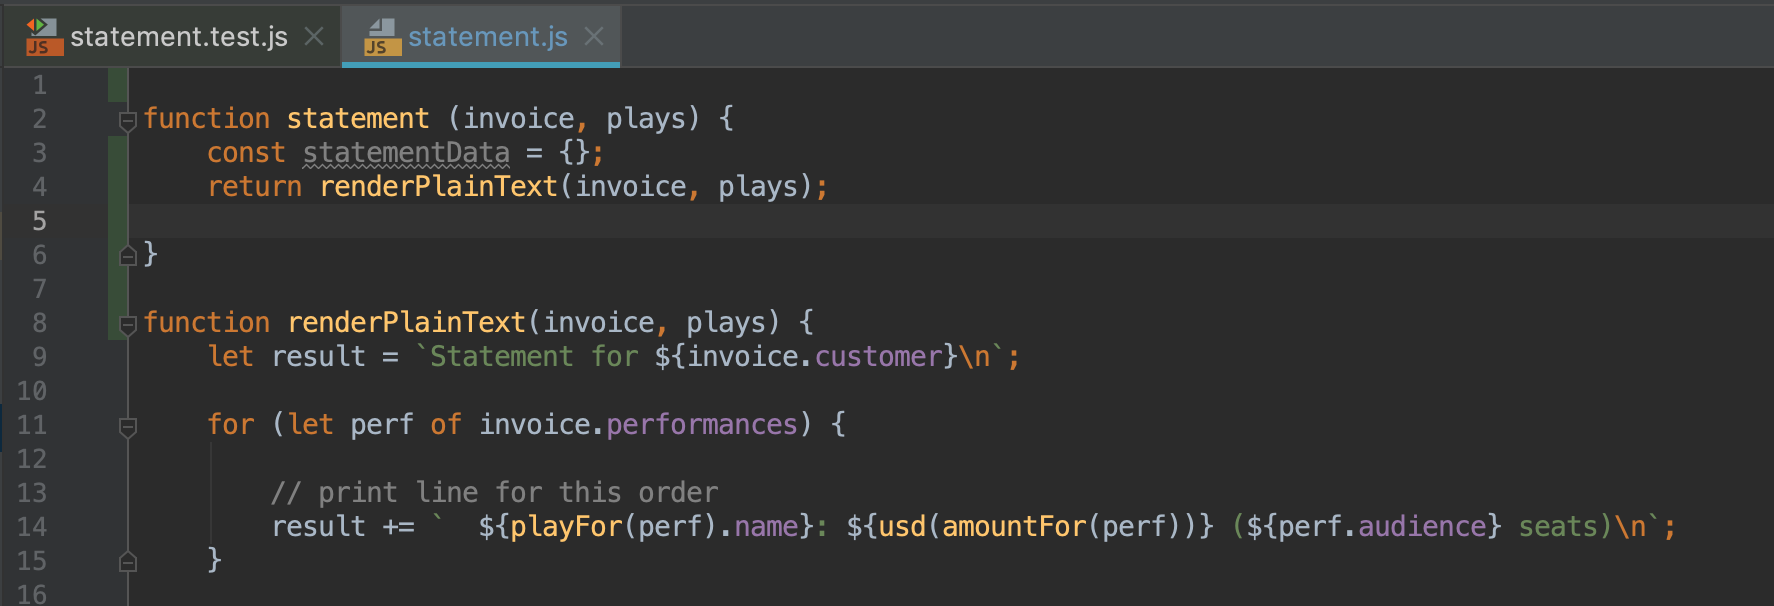 JS statement.test.js JS statement.js
1
2 function statement (invoice, plays) {
3     const statementData = {};
4     return renderPlainText(invoice, plays);
5
6 }
7
8 function renderPlainText(invoice, plays) {
9     let result = `Statement for ${invoice.customer}\n`;
10
11     for (let perf of invoice.performances) {
12
13         // print line for this order
14         result += `  ${playFor(perf).name}: ${usd(amountFor(perf))} (${perf.audience} seats)\n`;
15     }
16